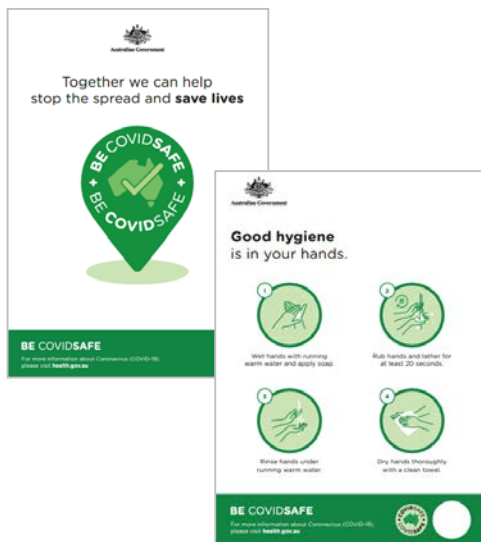 Australian Government
Together we can help
stop the spread and save lives
BE COVIDSAFE
BE COVIDSAFE
BE COVIDSAFE
For more information about Coronavirus (COVID-19),
please visit health.gov.au
Australian Government
Good hygiene
is in your hands.
1
Wet hands with running
warm water and apply soap.
2
Rub hands and lather for
at least 20 seconds.
3
Rinse hands under
running warm water.
4
Dry hands thoroughly
with a clean towel.
BE COVIDSAFE
For more information about Coronavirus (COVID-19),
please visit health.gov.au
COVIDSAFE
COVIDSAFE